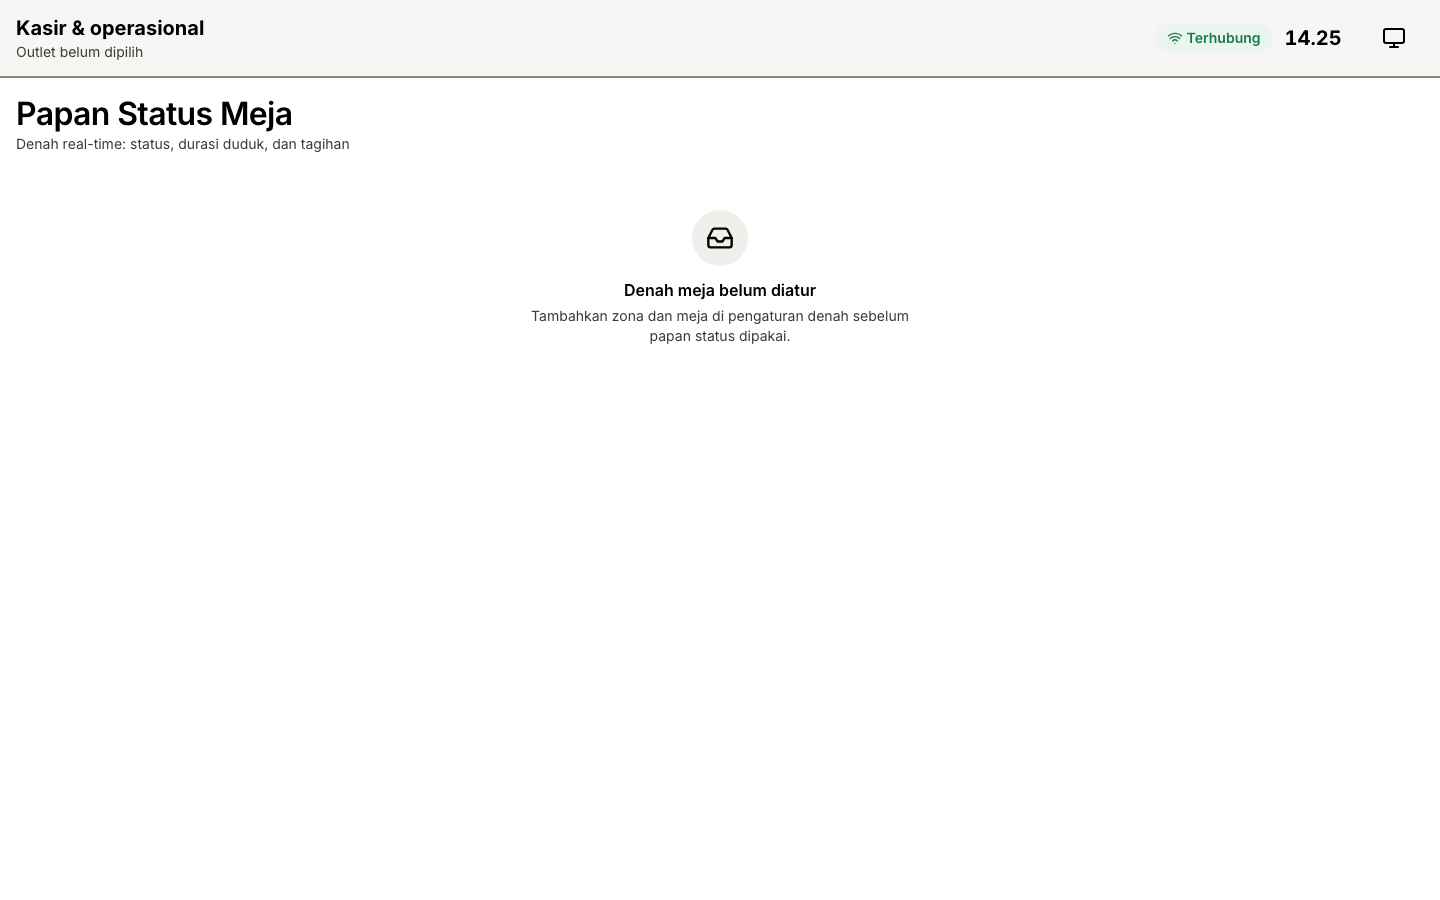 Kasir & operasional
Outlet belum dipilih
Terhubung
14.25
Papan Status Meja
Denah real-time: status, durasi duduk, dan tagihan
Denah meja belum diatur
Tambahkan zona dan meja di pengaturan denah sebelum
papan status dipakai.